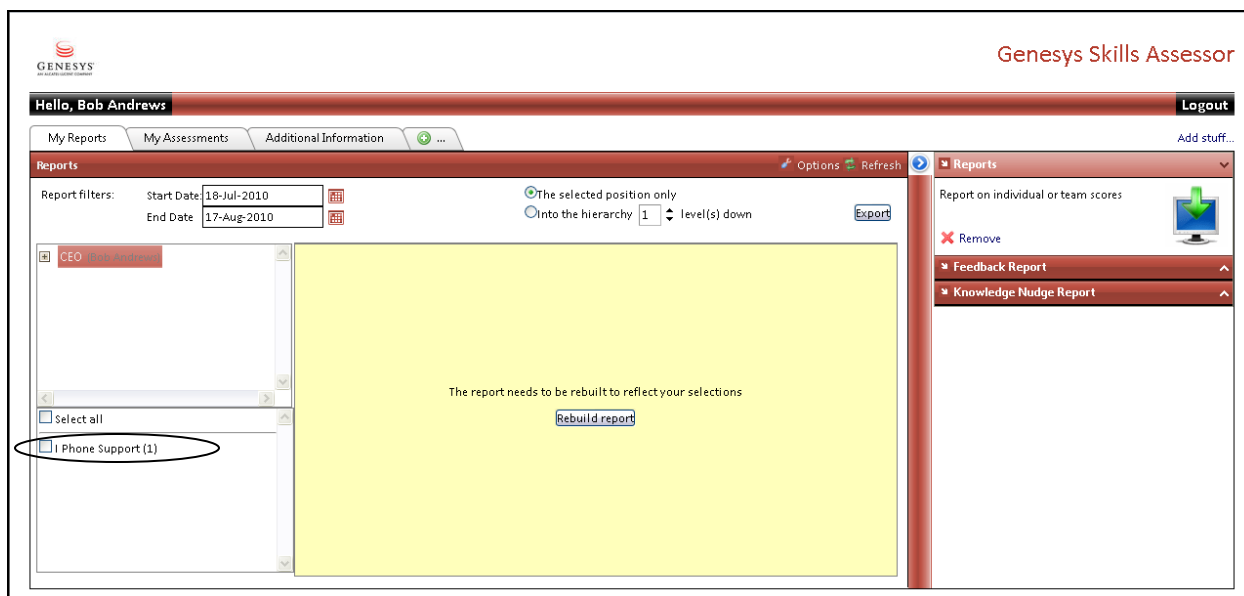 GENESYS
AN ALCATEL-LUCENT COMPANY
Genesys Skills Assessor
Hello, Bob Andrews
Logout
My Reports
My Assessments
Additional Information
...
Add stuff...
Reports
Options
Refresh
Report filters:
Start Date: 18-Jul-2010
End Date 17-Aug-2010
The selected position only
Into the hierarchy 1 level(s) down
Export
CEO (Bob Andrews)
Select all
I Phone Support (1)
The report needs to be rebuilt to reflect your selections
Rebuild report
Reports
Report on individual or team scores
Remove
Feedback Report
Knowledge Nudge Report